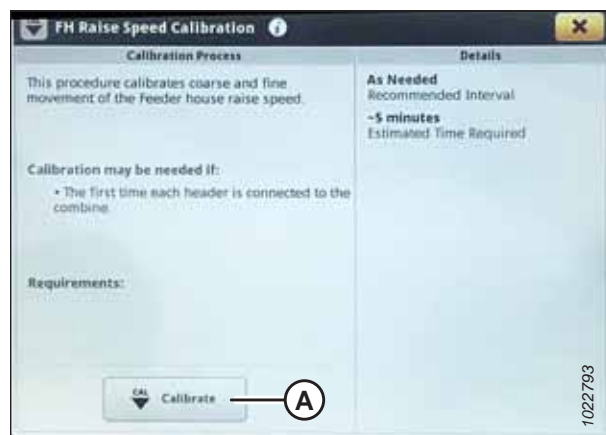 FH Raise Speed Calibration i
Calibration Process
Details
This procedure calibrates coarse and fine
movement of the Feeder house raise speed.
As Needed
Recommended Interval
~5 minutes
Estimated Time Required
Calibration may be needed if:
• The first time each header is connected to the
combine.
Requirements:
CAL
Calibrate
A
1022793